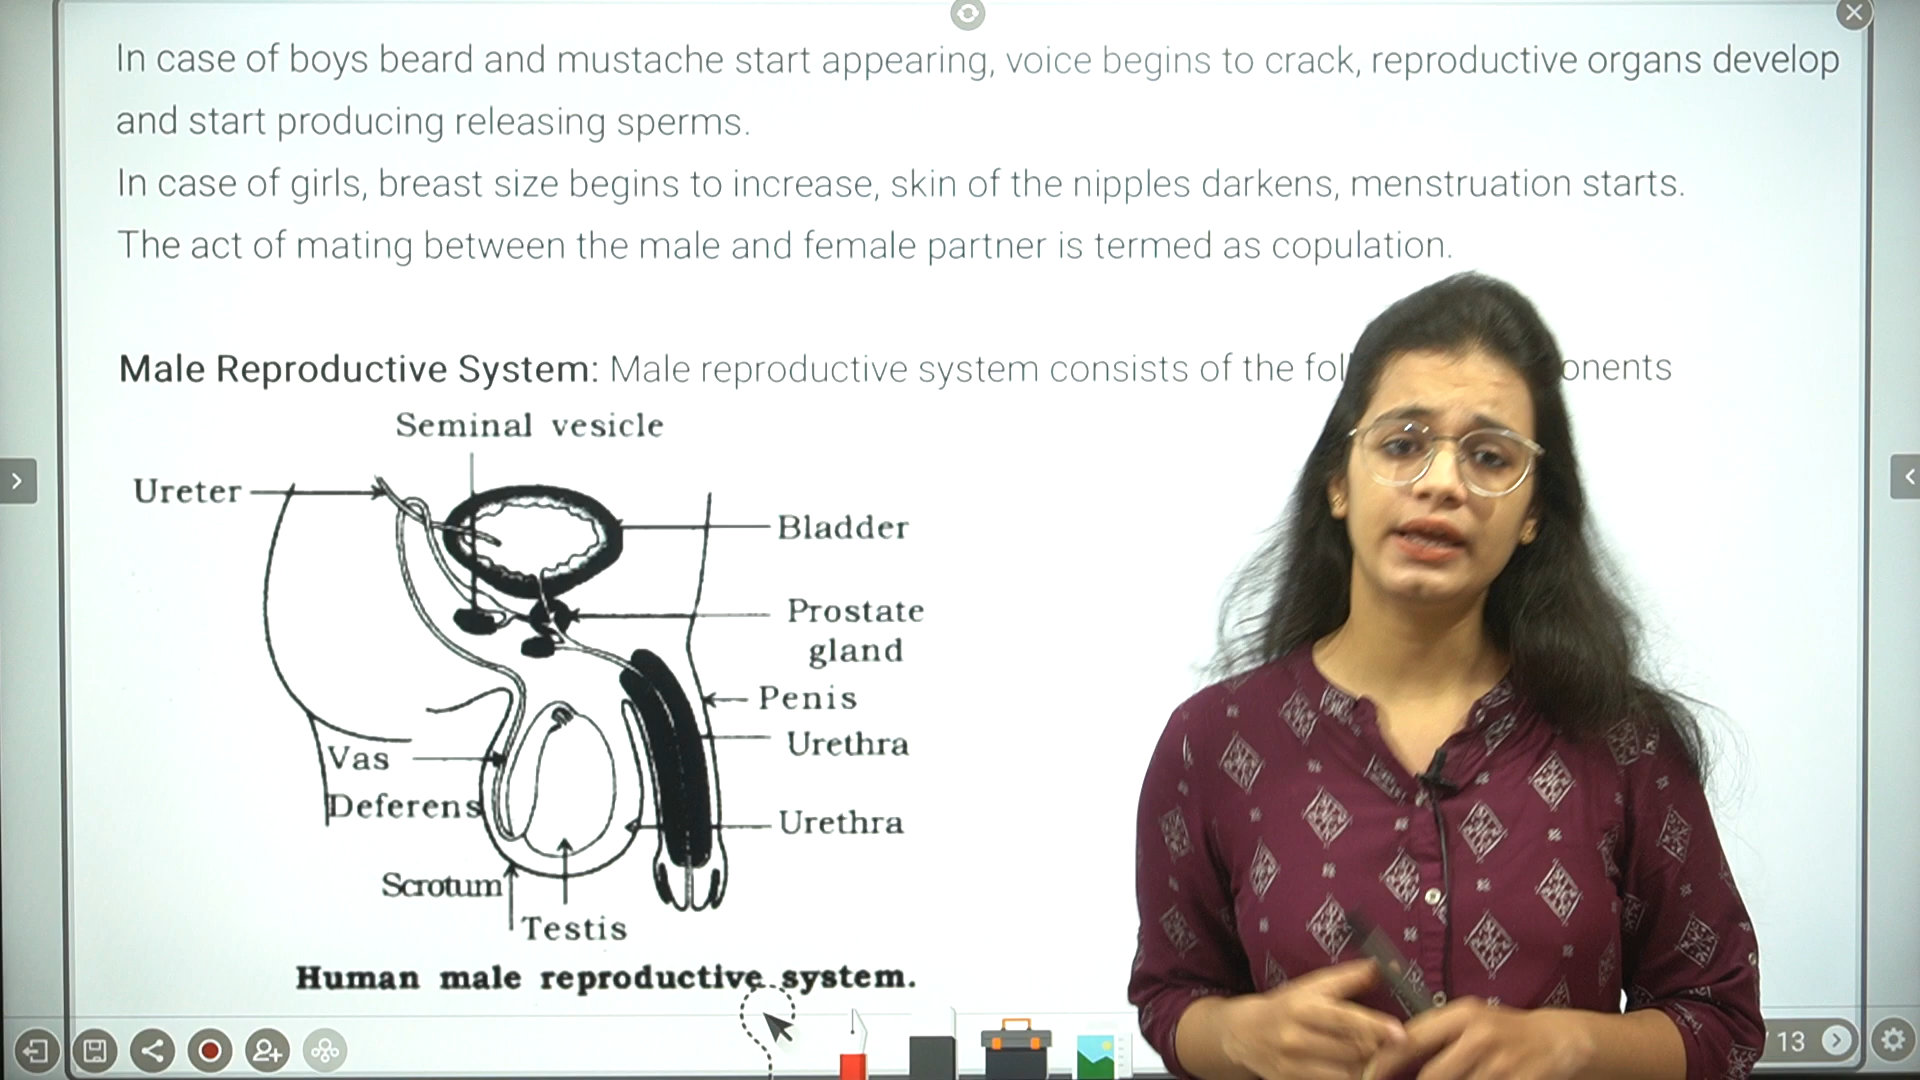 In case of boys beard and mustache start appearing, voice begins to crack, reproductive organs develop
and start producing releasing sperms.
In case of girls, breast size begins to increase, skin of the nipples darkens, menstruation starts.
The act of mating between the male and female partner is termed as copulation.
Male Reproductive System: Male reproductive system consists of the
Seminal vesicle
Ureter
Bladder
Prostate
gland
Penis
Urethra
Vas
Deferens
Urethra
Scrotum
Testis
Human male reproductive system.
13